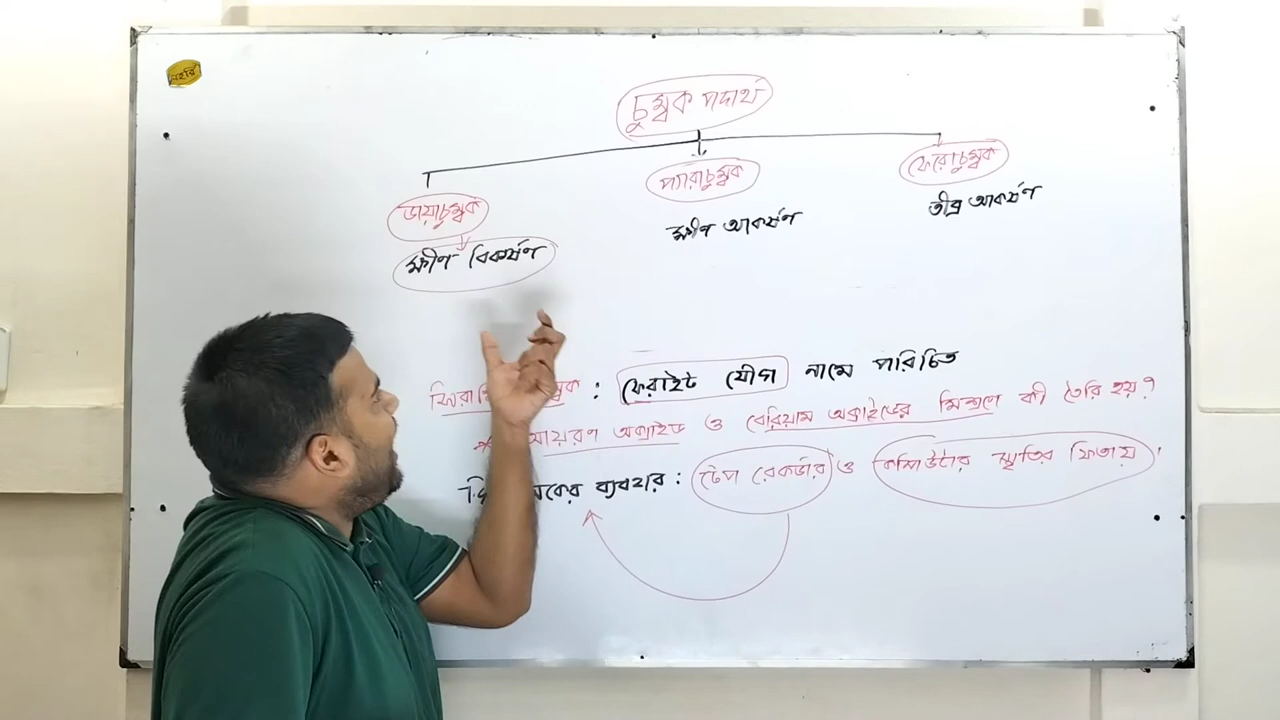 চুম্বক পদার্থ
ডায়াচুম্বক
প্যারাচুম্বক
ফেরোচুম্বক
ক্ষীণ বিকর্ষণ
ক্ষীণ আকর্ষণ
তীব্র আকর্ষণ
: ফেরাইট যৌগ নামে পরিচিত
আয়রণ অক্সাইড ও বেরিয়াম অক্সাইডের মিশ্রণে কী তৈরি হয়?
ব্যবহার: টেপ রেকর্ডার ও কম্পিউটার স্মৃতির ফিতায়।